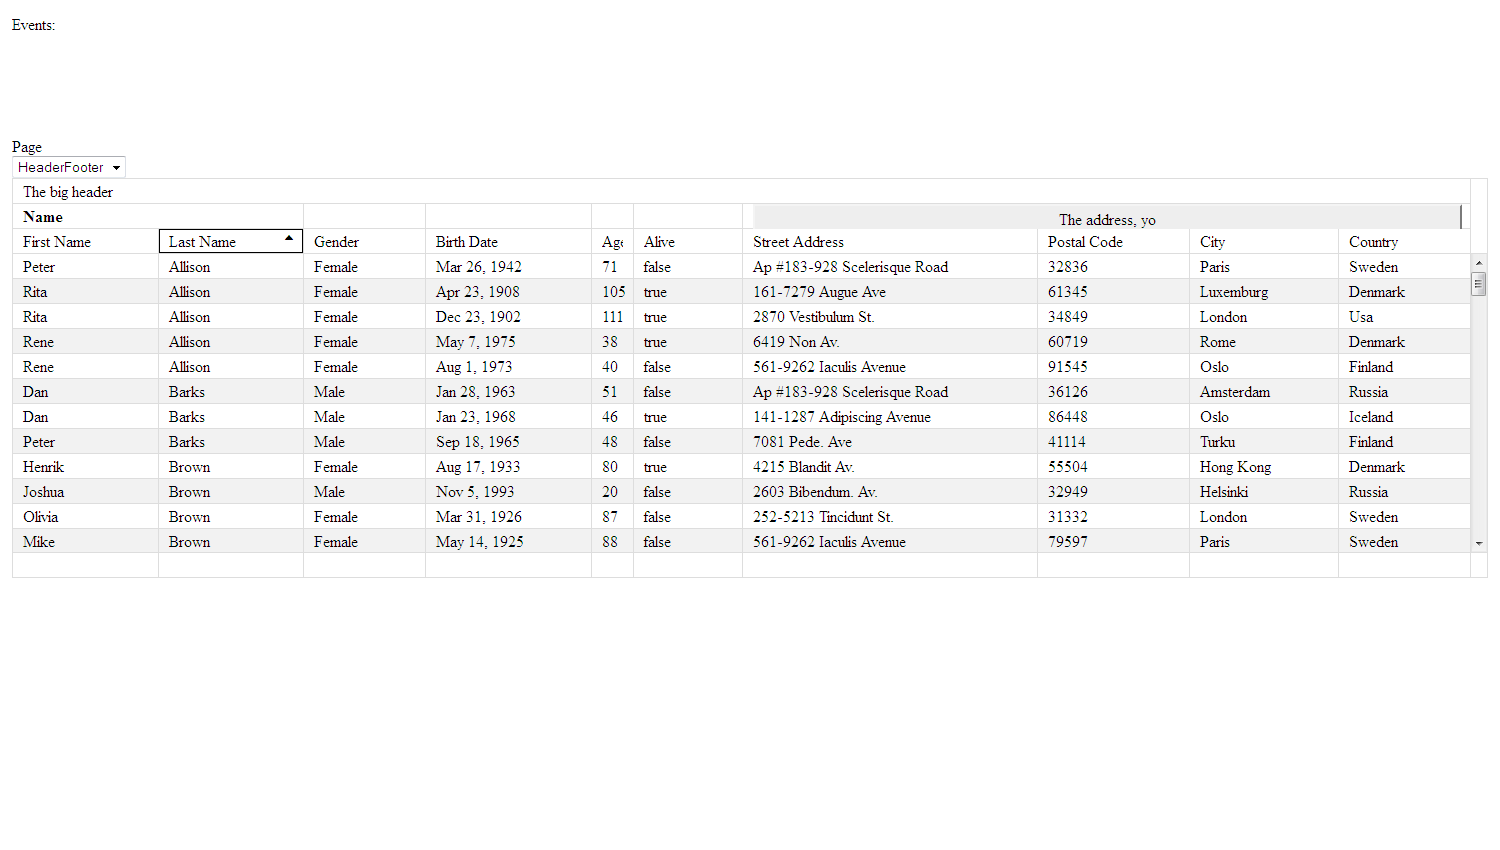 Events:
Page
HeaderFooter
The big header
Name The address, yo
First Name Last Name Gender Birth Date Age Alive Street Address Postal Code City Country
Peter Allison Female Mar 26, 1942 71 false Ap #183-928 Scelerisque Road 32836 Paris Sweden
Rita Allison Female Apr 23, 1908 105 true 161-7279 Augue Ave 61345 Luxemburg Denmark
Rita Allison Female Dec 23, 1902 111 true 2870 Vestibulum St. 34849 London Usa
Rene Allison Female May 7, 1975 38 true 6419 Non Av. 60719 Rome Denmark
Rene Allison Female Aug 1, 1973 40 false 561-9262 Iaculis Avenue 91545 Oslo Finland
Dan Barks Male Jan 28, 1963 51 false Ap #183-928 Scelerisque Road 36126 Amsterdam Russia
Dan Barks Male Jan 23, 1968 46 true 141-1287 Adipiscing Avenue 86448 Oslo Iceland
Peter Barks Male Sep 18, 1965 48 false 7081 Pede. Ave 41114 Turku Finland
Henrik Brown Female Aug 17, 1933 80 true 4215 Blandit Av. 55504 Hong Kong Denmark
Joshua Brown Male Nov 5, 1993 20 false 2603 Bibendum. Av. 32949 Helsinki Russia
Olivia Brown Female Mar 31, 1926 87 false 252-5213 Tincidunt St. 31332 London Sweden
Mike Brown Female May 14, 1925 88 false 561-9262 Iaculis Avenue 79597 Paris Sweden